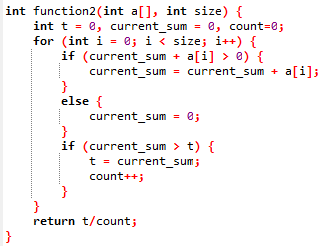 int function2(int a[], int size) {
    int t = 0, current_sum = 0, count=0;
    for (int i = 0; i < size; i++) {
        if (current_sum + a[i] > 0) {
            current_sum = current_sum + a[i];
        }
        else {
            current_sum = 0;
        }
        if (current_sum > t) {
            t = current_sum;
            count++;
        }
    }
    return t/count;
}